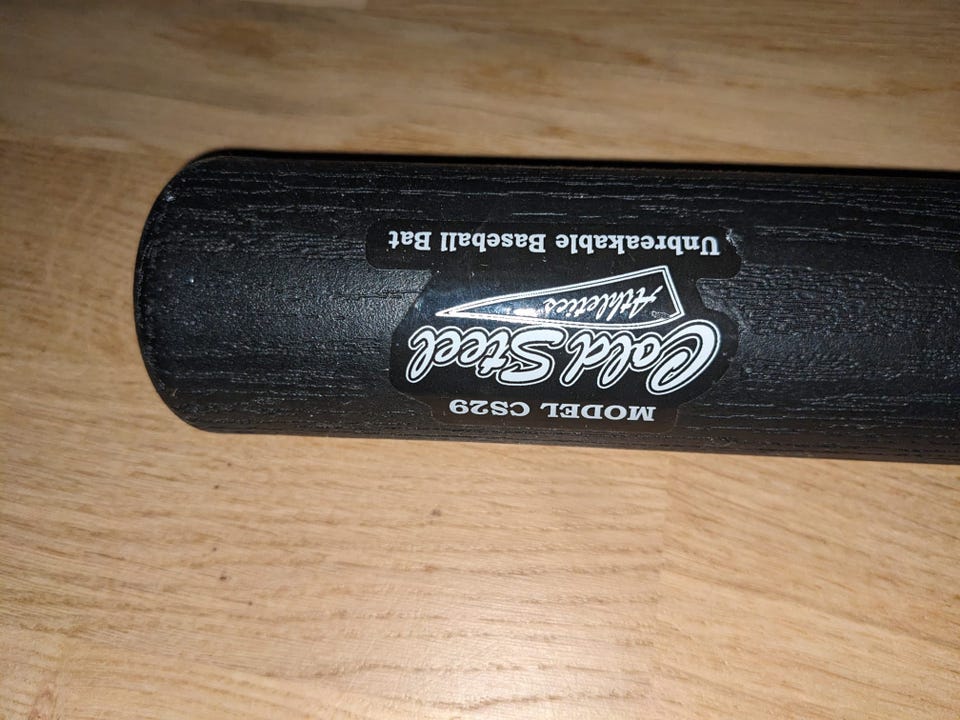 MODEL CS29
Cold Steel
Athletics
Unbreakable Baseball Bat